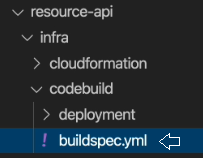 resource-api
infra
cloudformation
codebuild
deployment
! buildspec.yml